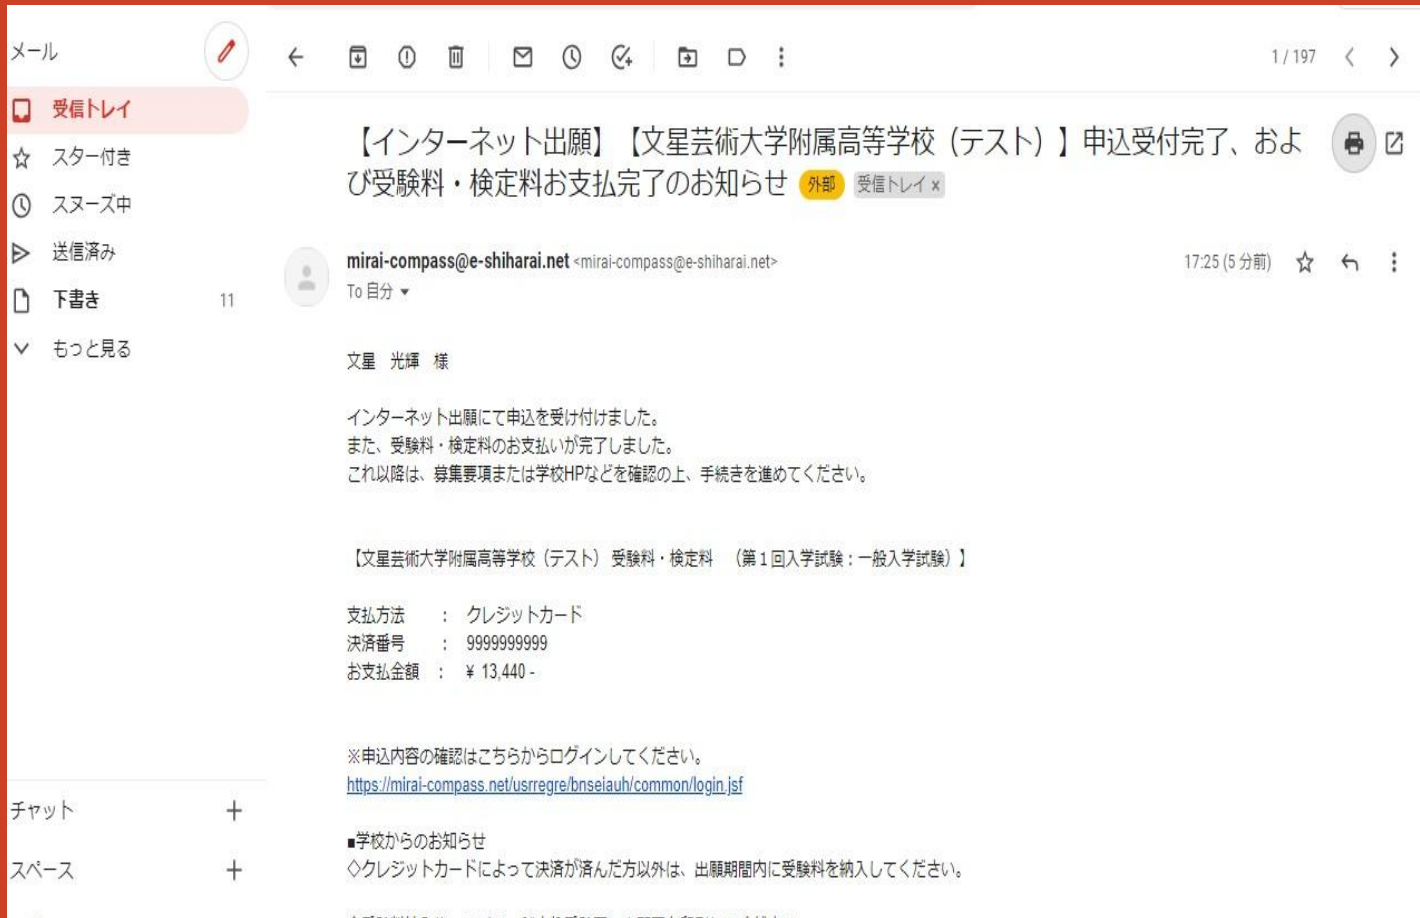 メール
受信トレイ
スター付き
スヌーズ中
送信済み
下書き 11
もっと見る
チャット
スペース
1 / 197
【インターネット出願】【文星芸術大学附属高等学校（テスト）】申込受付完了、およ
び受験料・検定料お支払完了のお知らせ 外部 受信トレイ ×
mirai-compass@e-shiharai.net <mirai-compass@e-shiharai.net> 17:25 (5 分前)
To 自分
文星　光輝　様
インターネット出願にて申込を受け付けました。
また、受験料・検定料のお支払いが完了しました。
これ以降は、募集要項または学校HPなどを確認の上、手続きを進めてください。
【文星芸術大学附属高等学校（テスト） 受験料・検定料　（第１回入学試験：一般入学試験）】
支払方法　　：　クレジットカード
決済番号　　：　9999999999
お支払金額　：　¥ 13,440 -
※申込内容の確認はこちらからログインしてください。
https://mirai-compass.net/usrregre/bnseiauh/common/login.jsf
■学校からのお知らせ
◇クレジットカードによって決済が済んだ方以外は、出願期間内に受験料を納入してください。